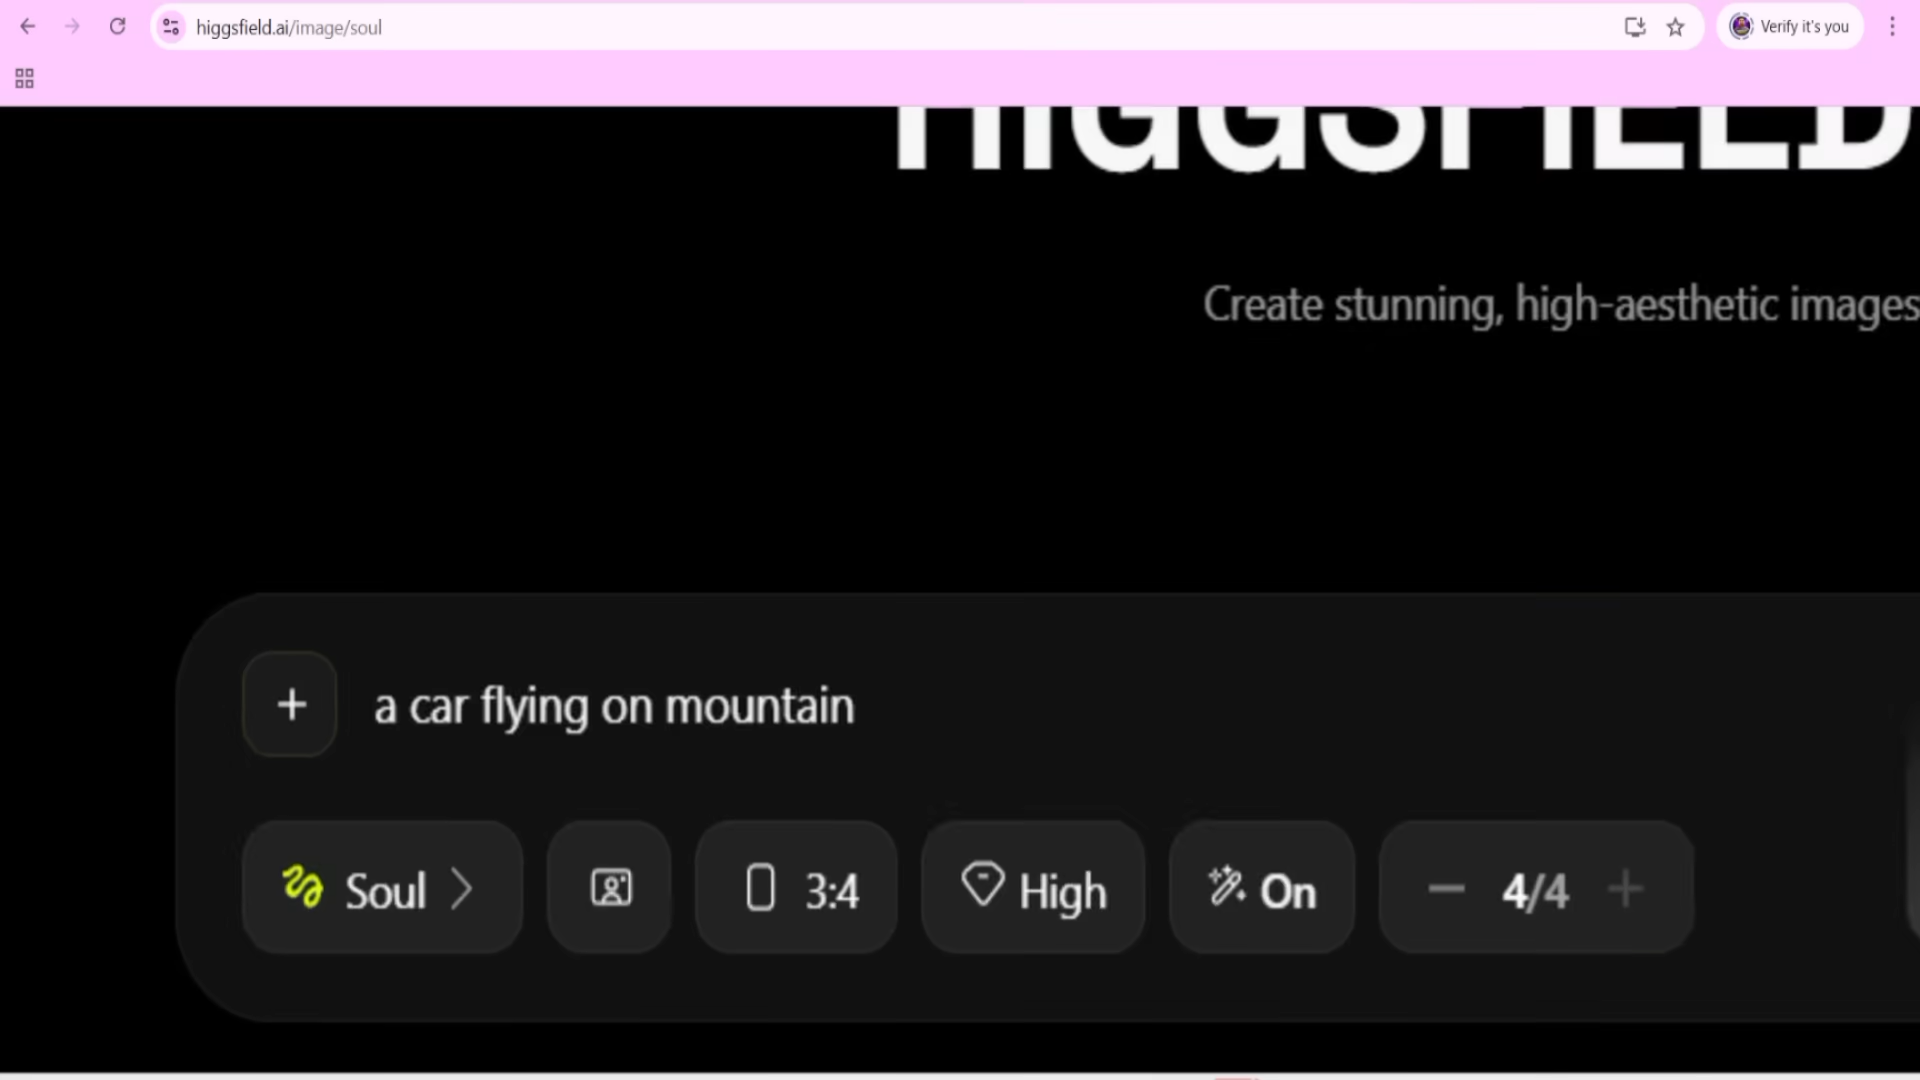 higgsfield.ai/image/soul
Verify it's you
HIGGSFIELD
Create stunning, high-aesthetic images
a car flying on mountain
Soul
3:4
High
On
4/4